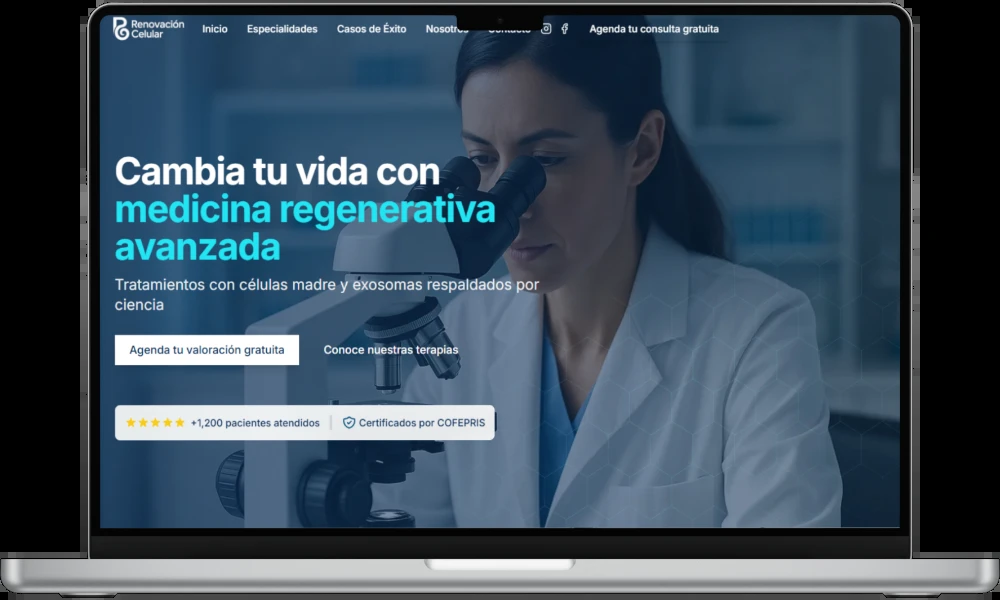 Renovación
Celular
Inicio
Especialidades
Casos de Éxito
Nosotros
Contacto
Agenda tu consulta gratuita
Cambia tu vida con
medicina regenerativa
avanzada
Tratamientos con células madre y exosomas respaldados por
ciencia
Agenda tu valoración gratuita
Conoce nuestras terapias
+1,200 pacientes atendidos
Certificados por COFEPRIS